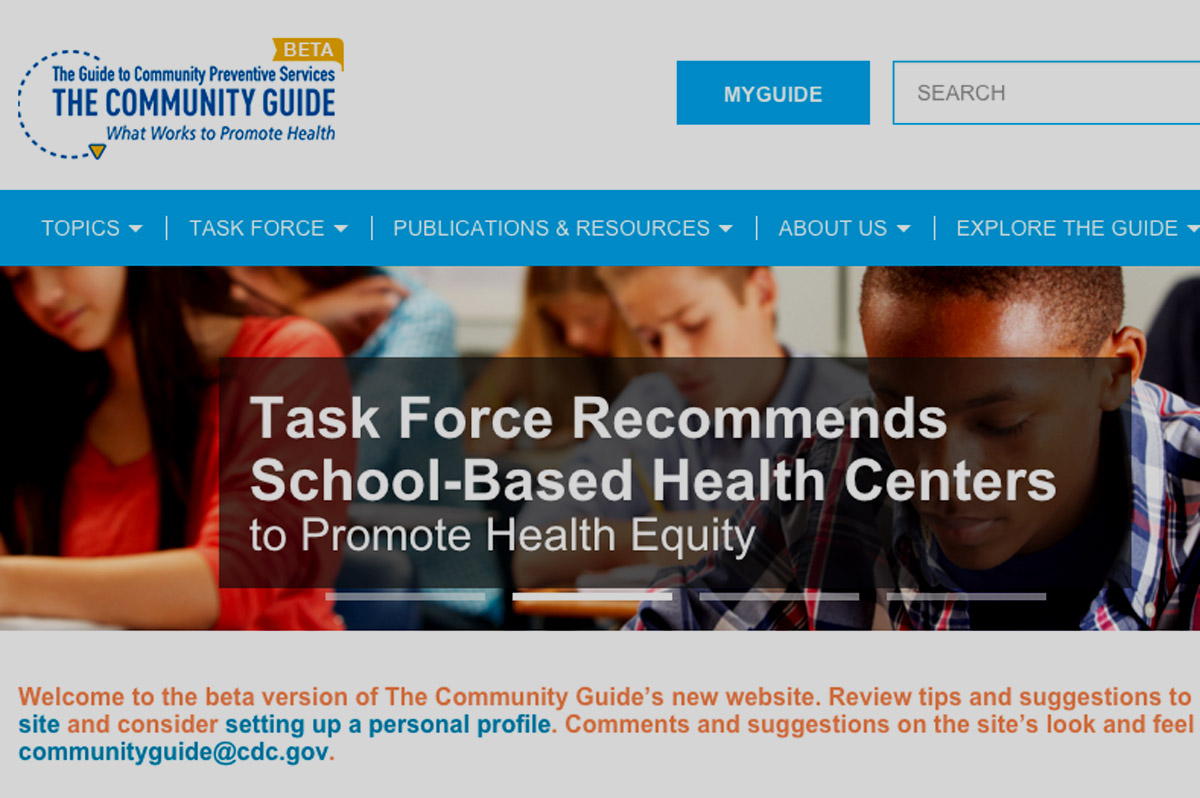 BETA
The Guide to Community Preventive Services
THE COMMUNITY GUIDE
What Works to Promote Health
MYGUIDE
SEARCH
TOPICS
TASK FORCE
PUBLICATIONS & RESOURCES
ABOUT US
EXPLORE THE GUIDE
Task Force Recommends
School-Based Health Centers
to Promote Health Equity
Welcome to the beta version of The Community Guide’s new website. Review tips and suggestions to
site and consider setting up a personal profile. Comments and suggestions on the site’s look and feel
communityguide@cdc.gov.